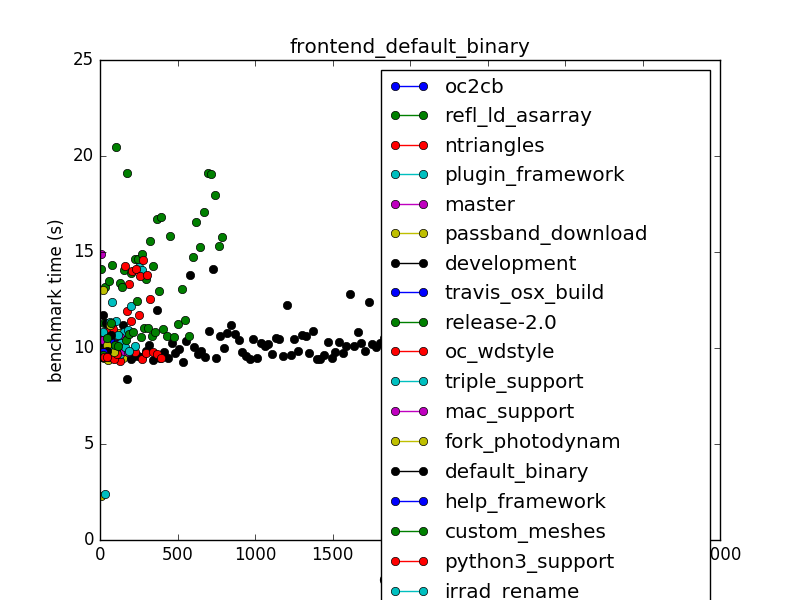 frontend_default_binary
25
20
15
10
5
0
benchmark time (s)
0
500
1000
1500
000
oc2cb
refl_ld_asarray
ntriangles
plugin_framework
master
passband_download
development
travis_osx_build
release-2.0
oc_wdstyle
triple_support
mac_support
fork_photodynam
default_binary
help_framework
custom_meshes
python3_support
irrad_rename